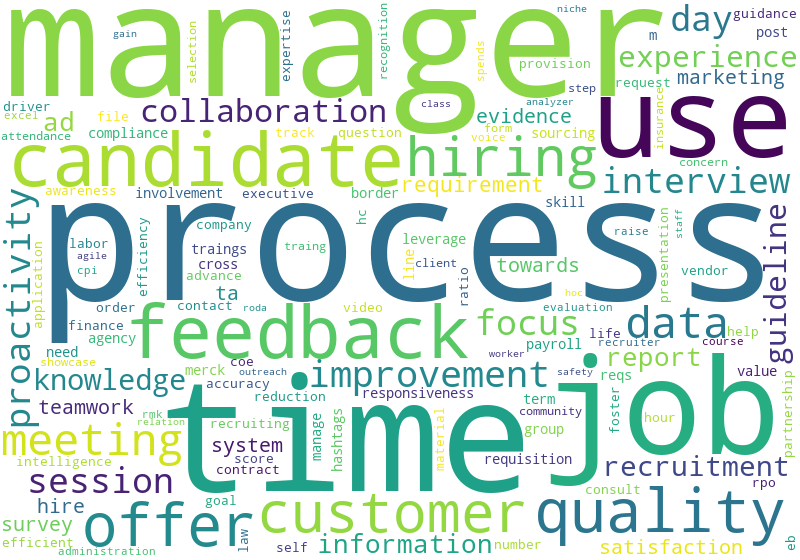 manager
gain
selection
expertise
recognition
niche
guidance
day
m
post
experience
provision
spends
step
request
marketing
driver
excel
ad
file
collaboration
class
analyzer
evidence
use
insurance
attendance
compliance
track
question
form
voice
sourcing
candidate
hiring
concern
requirement
interview
awareness
involvement
executive
border
skill
proactivity
process
labor
agile
cpi
application
efficiency
company
traings
cross
traing
hc
leverage
line
client
towards
raise
presentation
staff
guideline
advance
ratio
vendor
order
ta
contact
roda
video
hoc
evaluation
finance
feedback
focus
data
life
recruiter
help
course
agency
need
showcase
payroll
worker
merck
coe
knowledge
accuracy
outreach
improvement
report
reqs
safety
value
reduction
responsiveness
term
community
foster
hour
partnership
teamwork
rmk
relation
recruiting
time
job
manage
hashtags
material
group
meeting
system
score
contract
intelligence
requisition
recruitment
session
goal
consult
rpo
hire
offer
customer
quality
survey
efficient
administration
law
self
information
number
satisfaction
eb